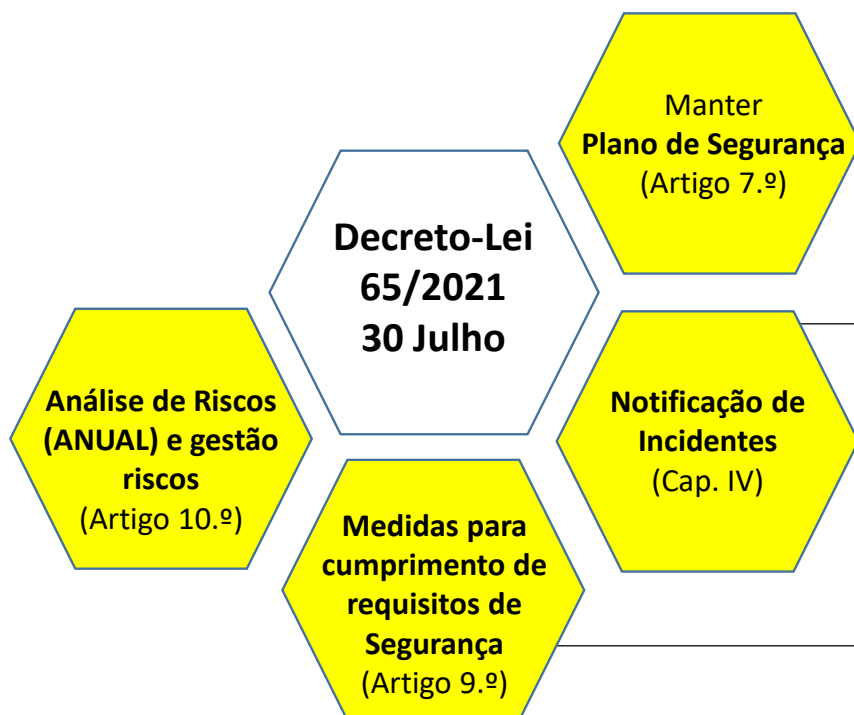 Manter
Plano de Segurança
(Artigo 7.º)
Decreto-Lei
65/2021
30 Julho
Análise de Riscos
(ANUAL) e gestão
riscos
(Artigo 10.º)
Notificação de
Incidentes
(Cap. IV)
Medidas para
cumprimento de
requisitos de
Segurança
(Artigo 9.º)